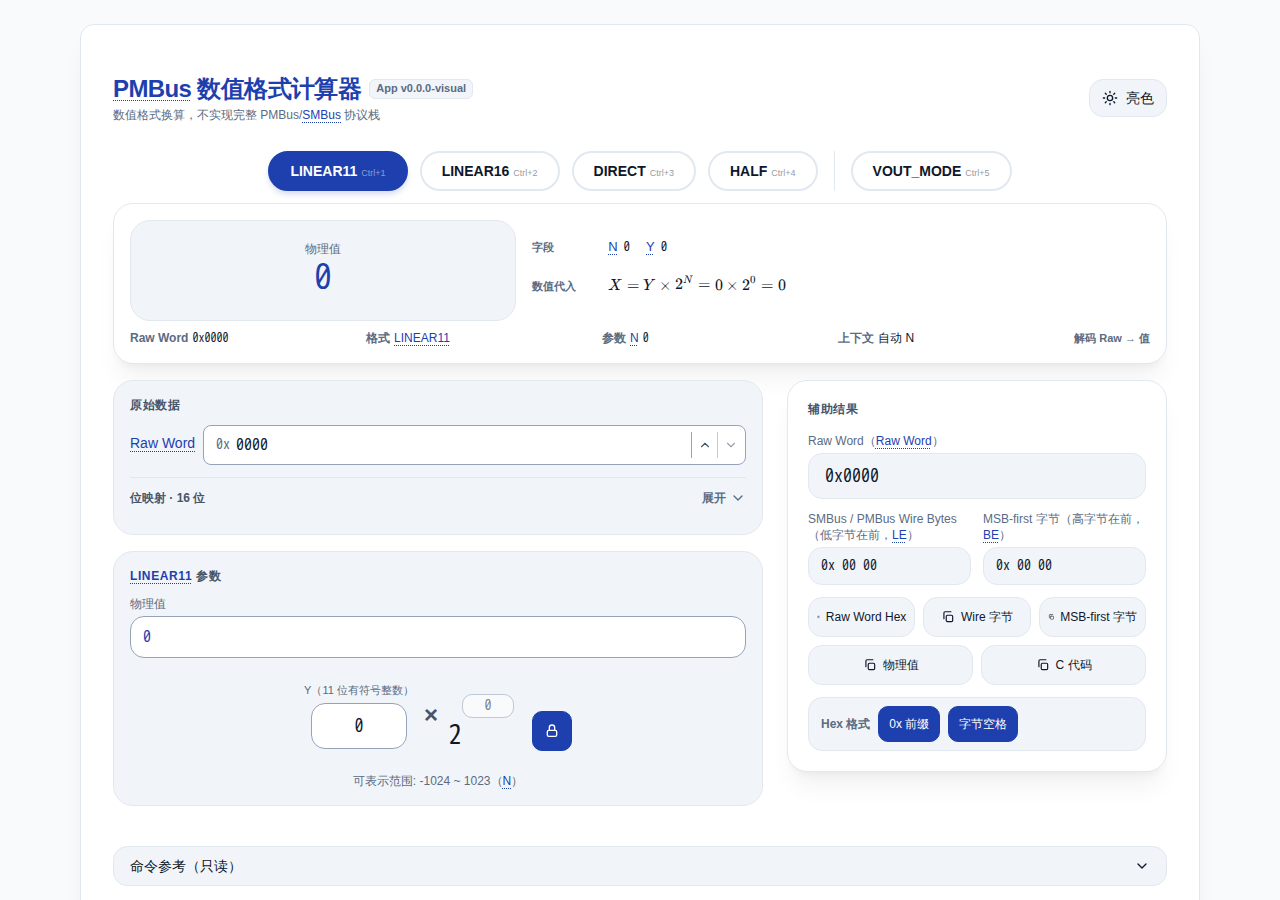 PMBus 数值格式计算器 App v0.0.0-visual
数值格式换算，不实现完整 PMBus/SMBus 协议栈
亮色
LINEAR11 Ctrl+1 LINEAR16 Ctrl+2 DIRECT Ctrl+3 HALF Ctrl+4 VOUT_MODE Ctrl+5
物理值
0
字段 N 0 Y 0
数值代入 X = Y × 2^N = 0 × 2^0 = 0
Raw Word 0x0000 格式 LINEAR11 参数 N 0 上下文 自动 N 解码 Raw → 值
原始数据
Raw Word 0x 0000
位映射 · 16 位 展开
LINEAR11 参数
物理值
0
Y（11 位有符号整数）
0 × 2 0
可表示范围: -1024 ~ 1023（N）
辅助结果
Raw Word（Raw Word）
0x0000
SMBus / PMBus Wire Bytes
（低字节在前，LE）
0x 00 00
MSB-first 字节（高字节在前，
BE）
0x 00 00
Raw Word Hex Wire 字节 MSB-first 字节
物理值 C 代码
Hex 格式 0x 前缀 字节空格
命令参考（只读）